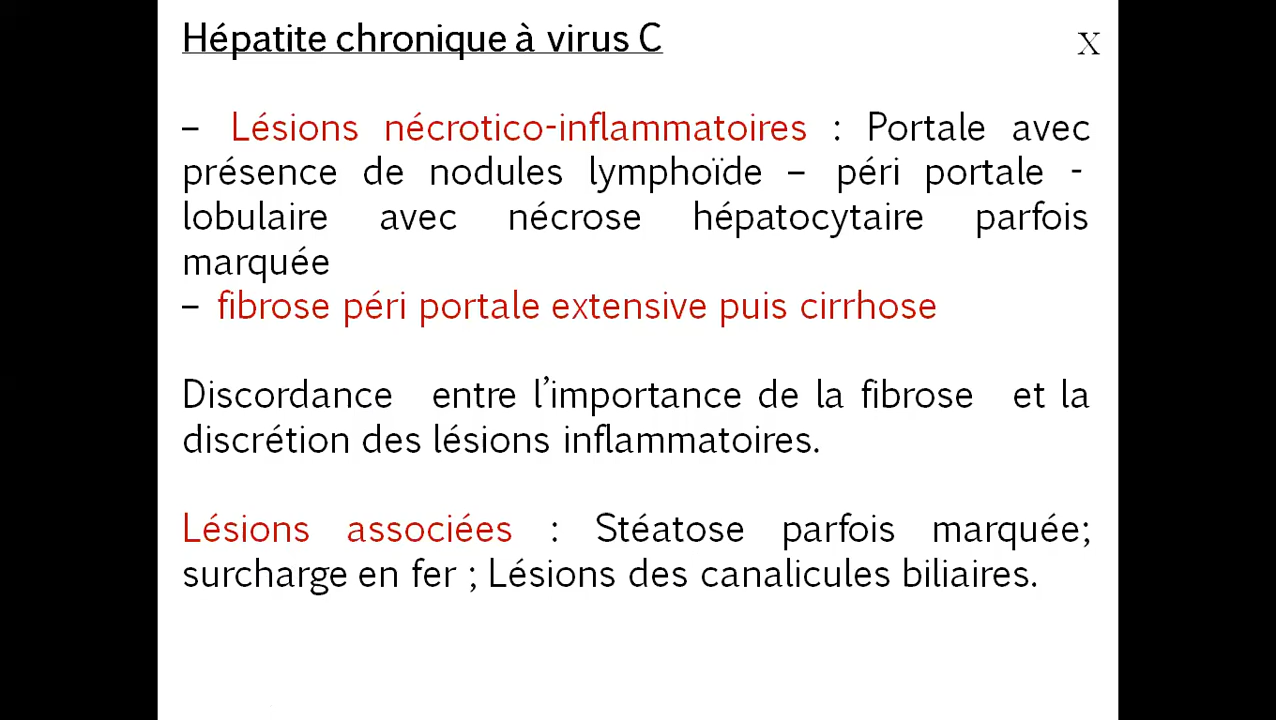 Hépatite chronique à virus C
X
– Lésions nécrotico-inflammatoires : Portale avec
présence de nodules lymphoïde – péri portale -
lobulaire avec nécrose hépatocytaire parfois
marquée
– fibrose péri portale extensive puis cirrhose
Discordance entre l’importance de la fibrose et la
discrétion des lésions inflammatoires.
Lésions associées : Stéatose parfois marquée;
surcharge en fer ; Lésions des canalicules biliaires.